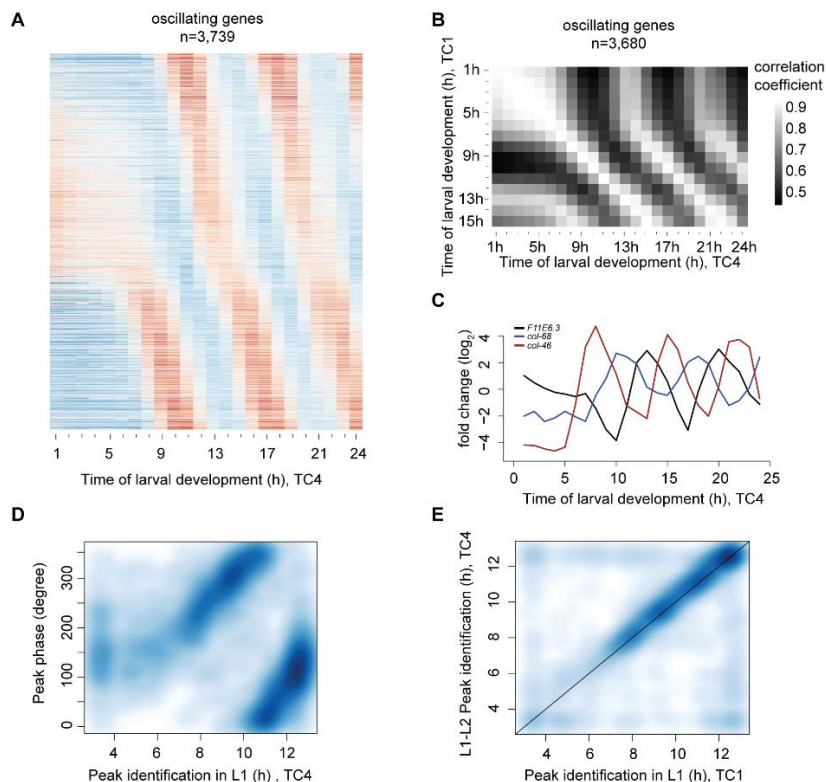 A
oscillating genes
n=3,739
1 5 9 13 17 21 24
Time of larval development (h), TC4
B
oscillating genes
n=3,680
Time of larval development (h), TC1
1h
9h
13h
15h
1h 5h 9h 13h 17h 21h 24h
Time of larval development (h), TC4
correlation
coefficient
0.9
0.8
0.7
0.6
0.5
C
F11E6.3
col-68
col-46
fold change (log2)
4
2
0
−2
−4
0 5 10 15 20 25
Time of larval development (h), TC4
D
Peak phase (degree)
300
200
100
0
4 6 8 10 12
Peak identification in L1 (h) , TC4
E
L1-L2 Peak identification (h), TC4
12
10
8
6
4
4 6 8 10 12
Peak identification in L1 (h), TC1